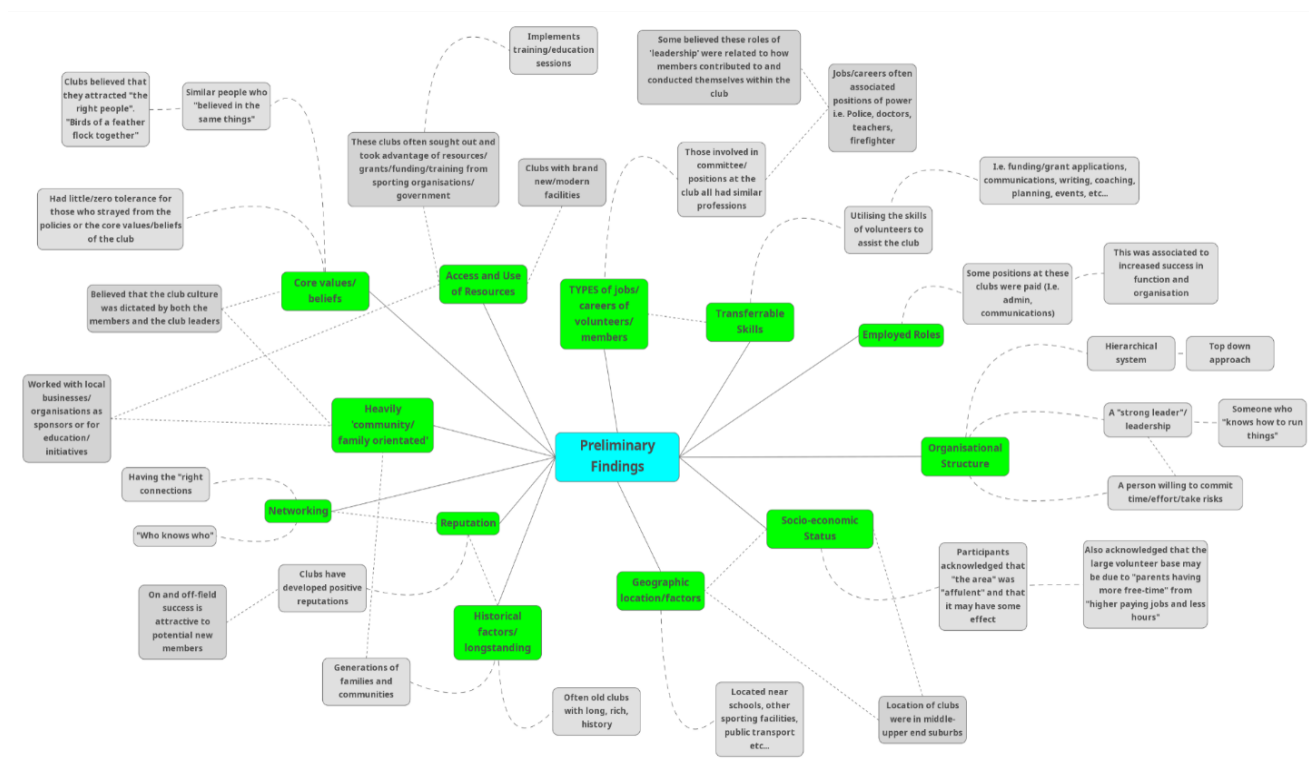 Implements
training/education
sessions
Some believed these roles of
'leadership' were related to how
members contributed to and
conducted themselves within the
club
Jobs/careers often
associated
positions of power
i.e. Police, doctors,
teachers,
firefighter
Clubs believed that
they attracted "the
right people".
"Birds of a feather
flock together"
Similar people who
"believed in the
same things"
These clubs often sought out and
took advantage of resources/
grants/funding/training from
sporting organisations/
government
Clubs with brand
new/modern
facilities
Those involved in
committee/
positions at the
club all had similar
professions
I.e. funding/grant applications,
communications, writing, coaching,
planning, events, etc...
Had little/zero tolerance for
those who strayed from the
policies or the core values/beliefs
of the club
Utilising the skills
of volunteers to
assist the club
Core values/
beliefs
Access and Use
of Resources
TYPES of jobs/
careers of
volunteers/
members
Transferrable
Skills
Some positions at these
clubs were paid (I.e.
admin,
communications)
This was associated to
increased success in
function and
organisation
Employed Roles
Believed that the club culture
was dictated by both the
members and the club leaders
Hierarchical
system
Top down
approach
Worked with local
businesses/
organisations as
sponsors or for
education/
initiatives
Heavily
'community/
family orientated'
Preliminary
Findings
Organisational
Structure
A "strong leader"/
leadership
Someone who
"knows how to run
things"
A person willing to commit
time/effort/take risks
Having the "right
connections
Networking
"Who knows who"
Reputation
Socio-economic
Status
Clubs have
developed positive
reputations
On and off-field
success is
attractive to
potential new
members
Historical
factors/
longstanding
Geographic
location/factors
Participants
acknowledged that
"the area" was
"affulent" and that
it may have some
effect
Also acknowledged that the
large volunteer base may
be due to "parents having
more free-time" from
"higher paying jobs and less
hours"
Generations of
families and
communities
Often old clubs
with long, rich,
history
Located near
schools, other
sporting facilities,
public transport
etc...
Location of clubs
were in middle-
upper end suburbs